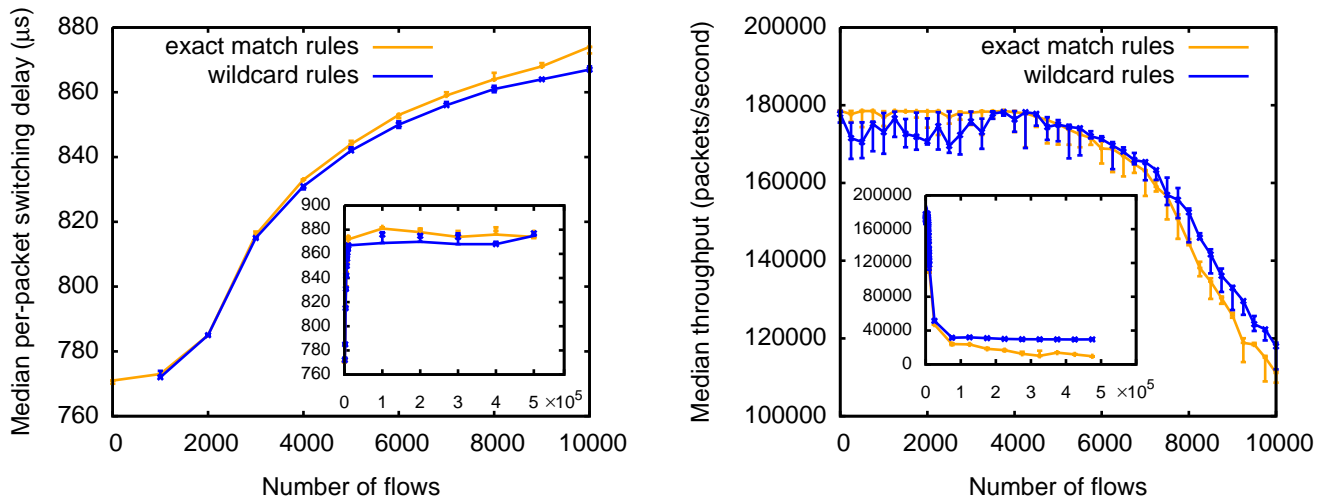 Median per-packet switching delay (µs)
880
860
840
820
800
780
760
exact match rules
wildcard rules
900
880
860
840
820
800
780
760
0 1 2 3 4 5 ×10⁵
0 2000 4000 6000 8000 10000
Number of flows
Median throughput (packets/second)
200000
180000
160000
140000
120000
100000
exact match rules
wildcard rules
200000
160000
120000
80000
40000
0
0 1 2 3 4 5 ×10⁵
0 2000 4000 6000 8000 10000
Number of flows